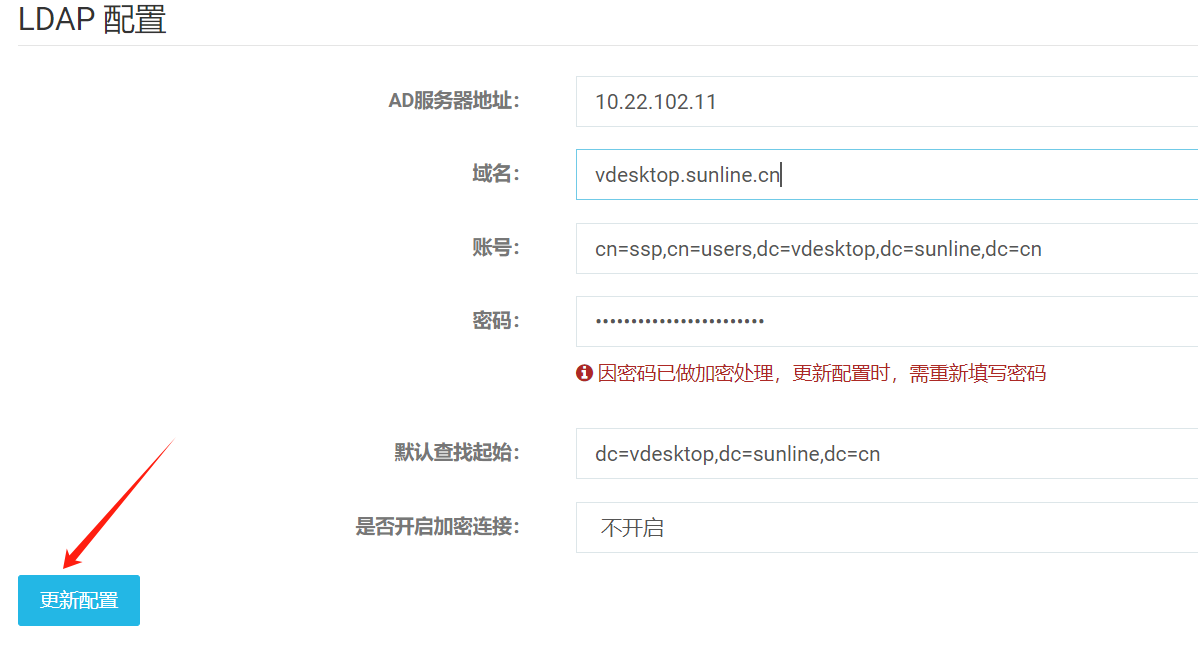 LDAP 配置
AD服务器地址： 10.22.102.11
域名： vdesktop.sunline.cn
账号： cn=ssp,cn=users,dc=vdesktop,dc=sunline,dc=cn
密码： ························
因密码已做加密处理，更新配置时，需重新填写密码
默认查找起始： dc=vdesktop,dc=sunline,dc=cn
是否开启加密连接： 不开启
更新配置